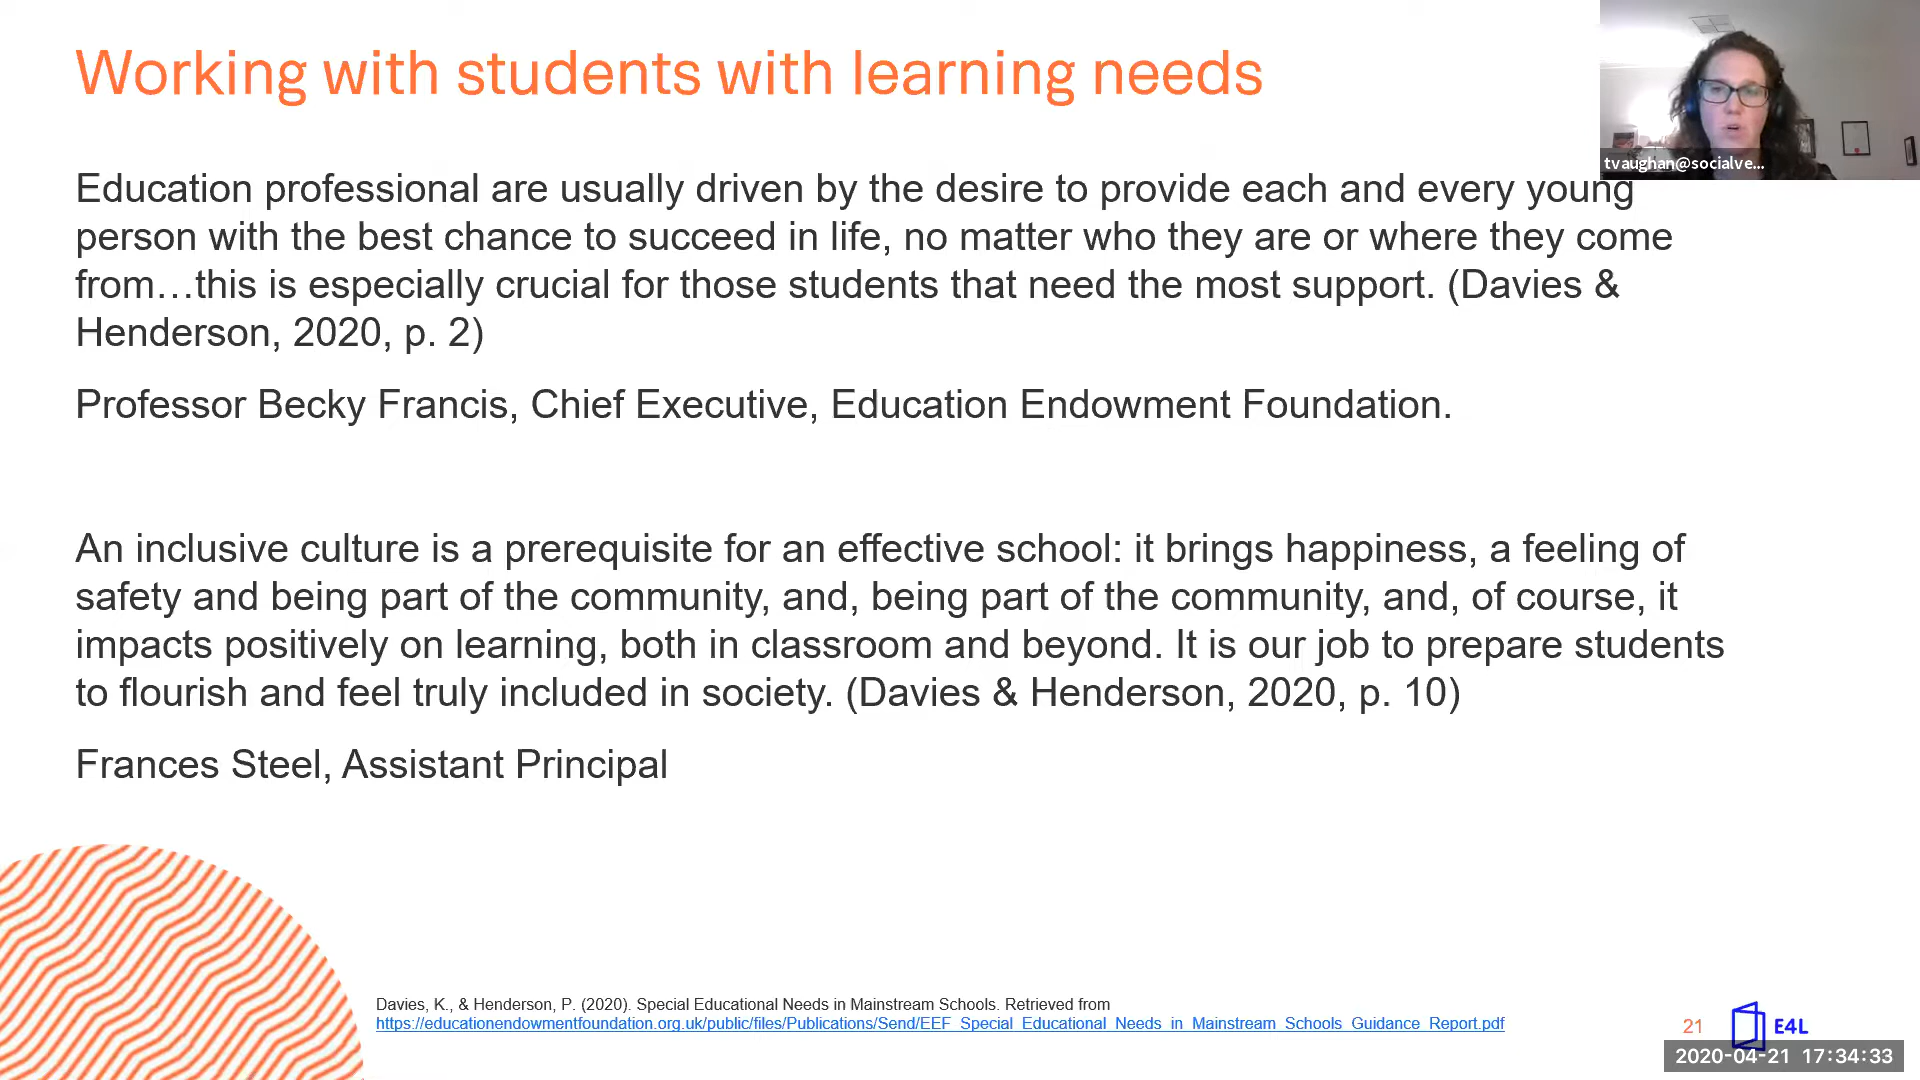 Working with students with learning needs
tvaughan@socialve...
Education professional are usually driven by the desire to provide each and every young
person with the best chance to succeed in life, no matter who they are or where they come
from…this is especially crucial for those students that need the most support. (Davies &
Henderson, 2020, p. 2)
Professor Becky Francis, Chief Executive, Education Endowment Foundation.
An inclusive culture is a prerequisite for an effective school: it brings happiness, a feeling of
safety and being part of the community, and, being part of the community, and, of course, it
impacts positively on learning, both in classroom and beyond. It is our job to prepare students
to flourish and feel truly included in society. (Davies & Henderson, 2020, p. 10)
Frances Steel, Assistant Principal
Davies, K., & Henderson, P. (2020). Special Educational Needs in Mainstream Schools. Retrieved from
https://educationendowmentfoundation.org.uk/public/files/Publications/Send/EEF_Special_Educational_Needs_in_Mainstream_Schools_Guidance_Report.pdf
21
E4L
2020-04-21 17:34:33